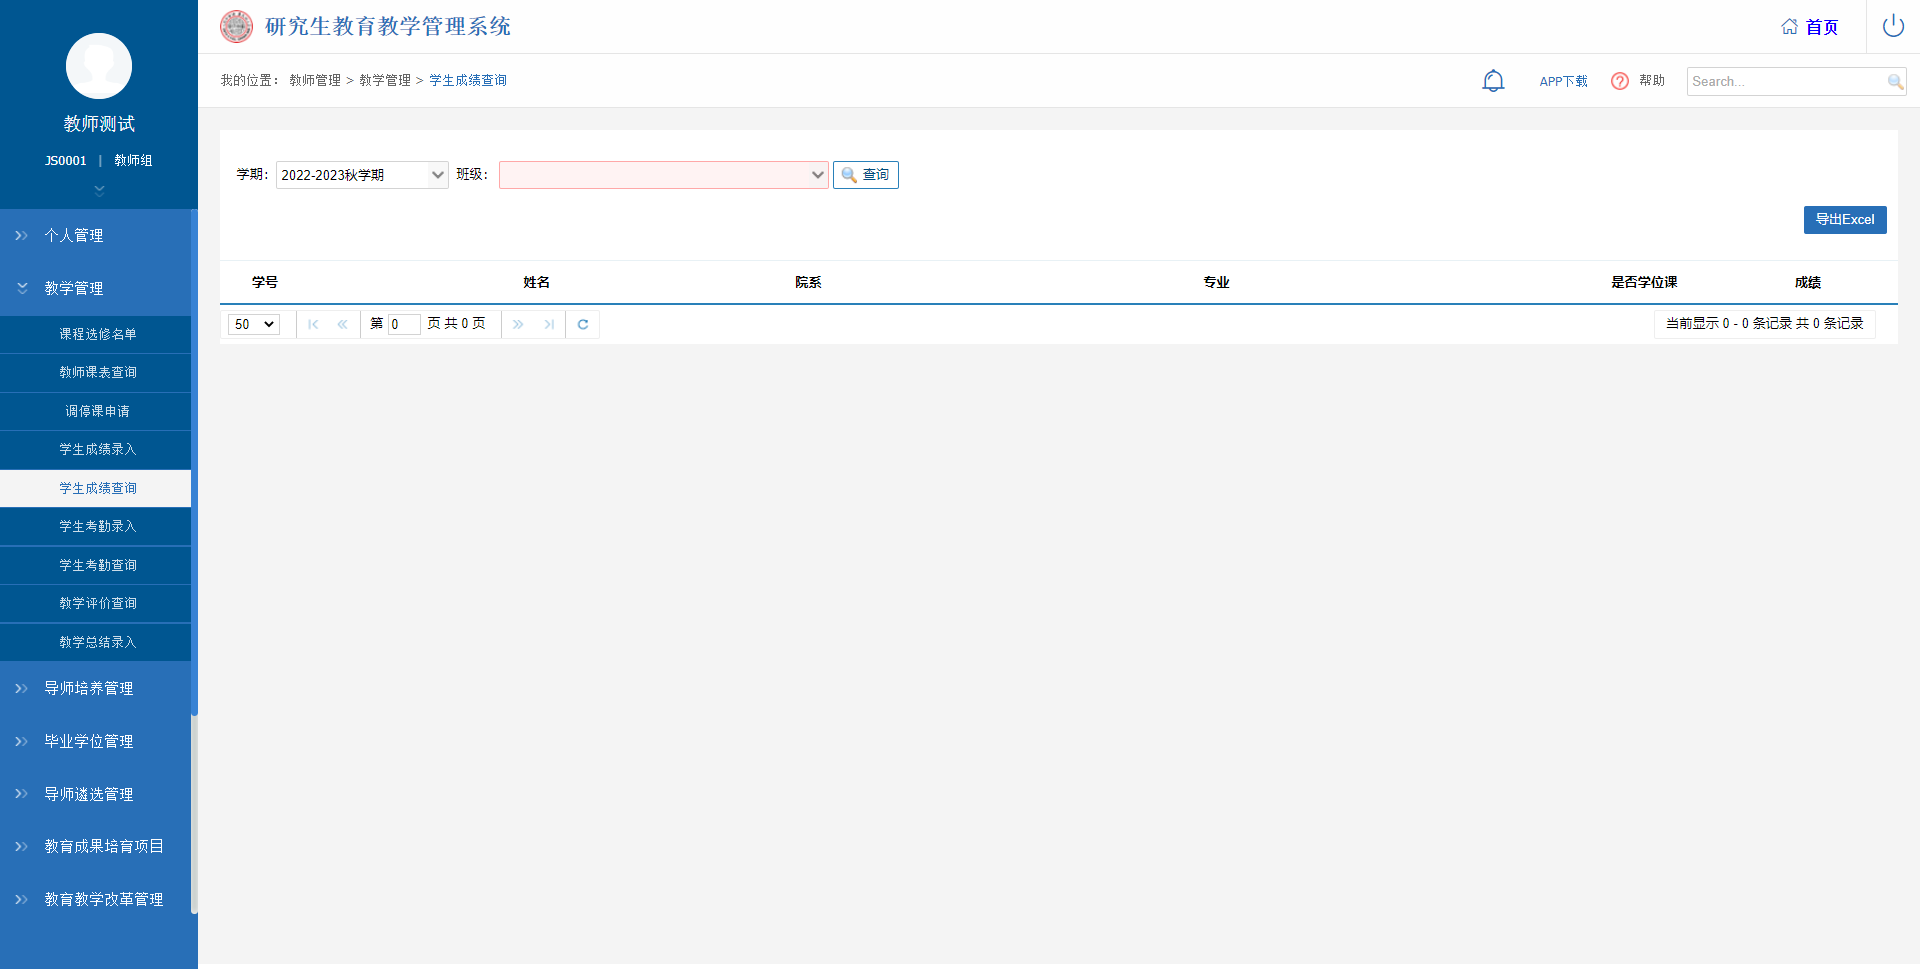 教师测试
JS0001 | 教师组
个人管理
教学管理
课程选修名单
教师课表查询
调停课申请
学生成绩录入
学生成绩查询
学生考勤录入
学生考勤查询
教学评价查询
教学总结录入
导师培养管理
毕业学位管理
导师遴选管理
教育成果培育项目
教育教学改革管理
研究生教育教学管理系统
首页
我的位置： 教师管理 > 教学管理 > 学生成绩查询
APP下载 帮助 Search...
学期： 2022-2023秋学期 班级： 查询
导出Excel
学号 姓名 院系 专业 是否学位课 成绩
50 第 0 页 共 0 页 当前显示 0 - 0 条记录 共 0 条记录